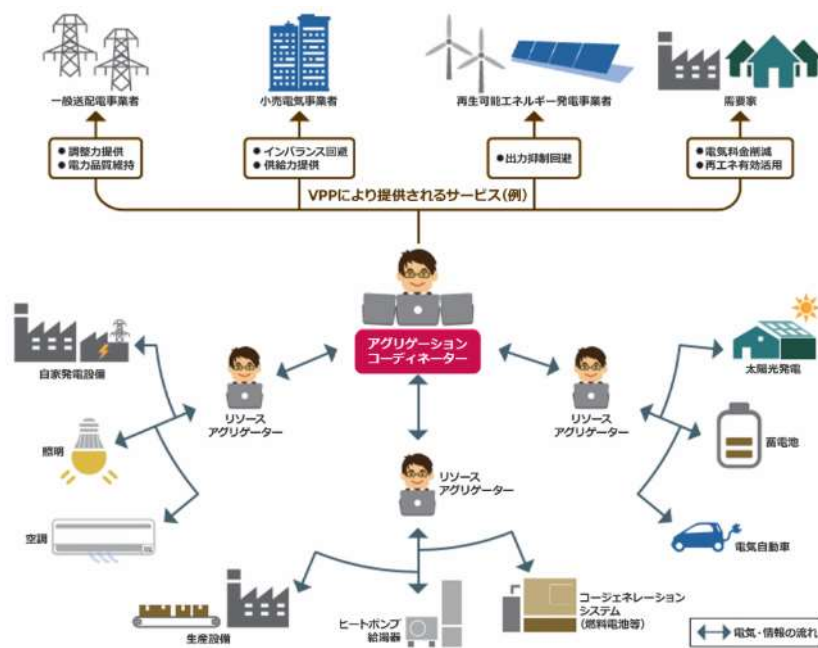 一般送配電事業者
小売電気事業者
再生可能エネルギー発電事業者
需要家
●調整力提供
●電力品質維持
●インバランス回避
●供給力提供
●出力抑制回避
●電気料金削減
●再エネ有効活用
VPPにより提供されるサービス(例)
アグリゲーション
コーディネーター
自家発電設備
リソース
アグリゲーター
リソース
アグリゲーター
太陽光発電
照明
蓄電池
リソース
アグリゲーター
空調
電気自動車
生産設備
ヒートポンプ
給湯器
コージェネレーション
システム
(燃料電池等)
電気・情報の流れ